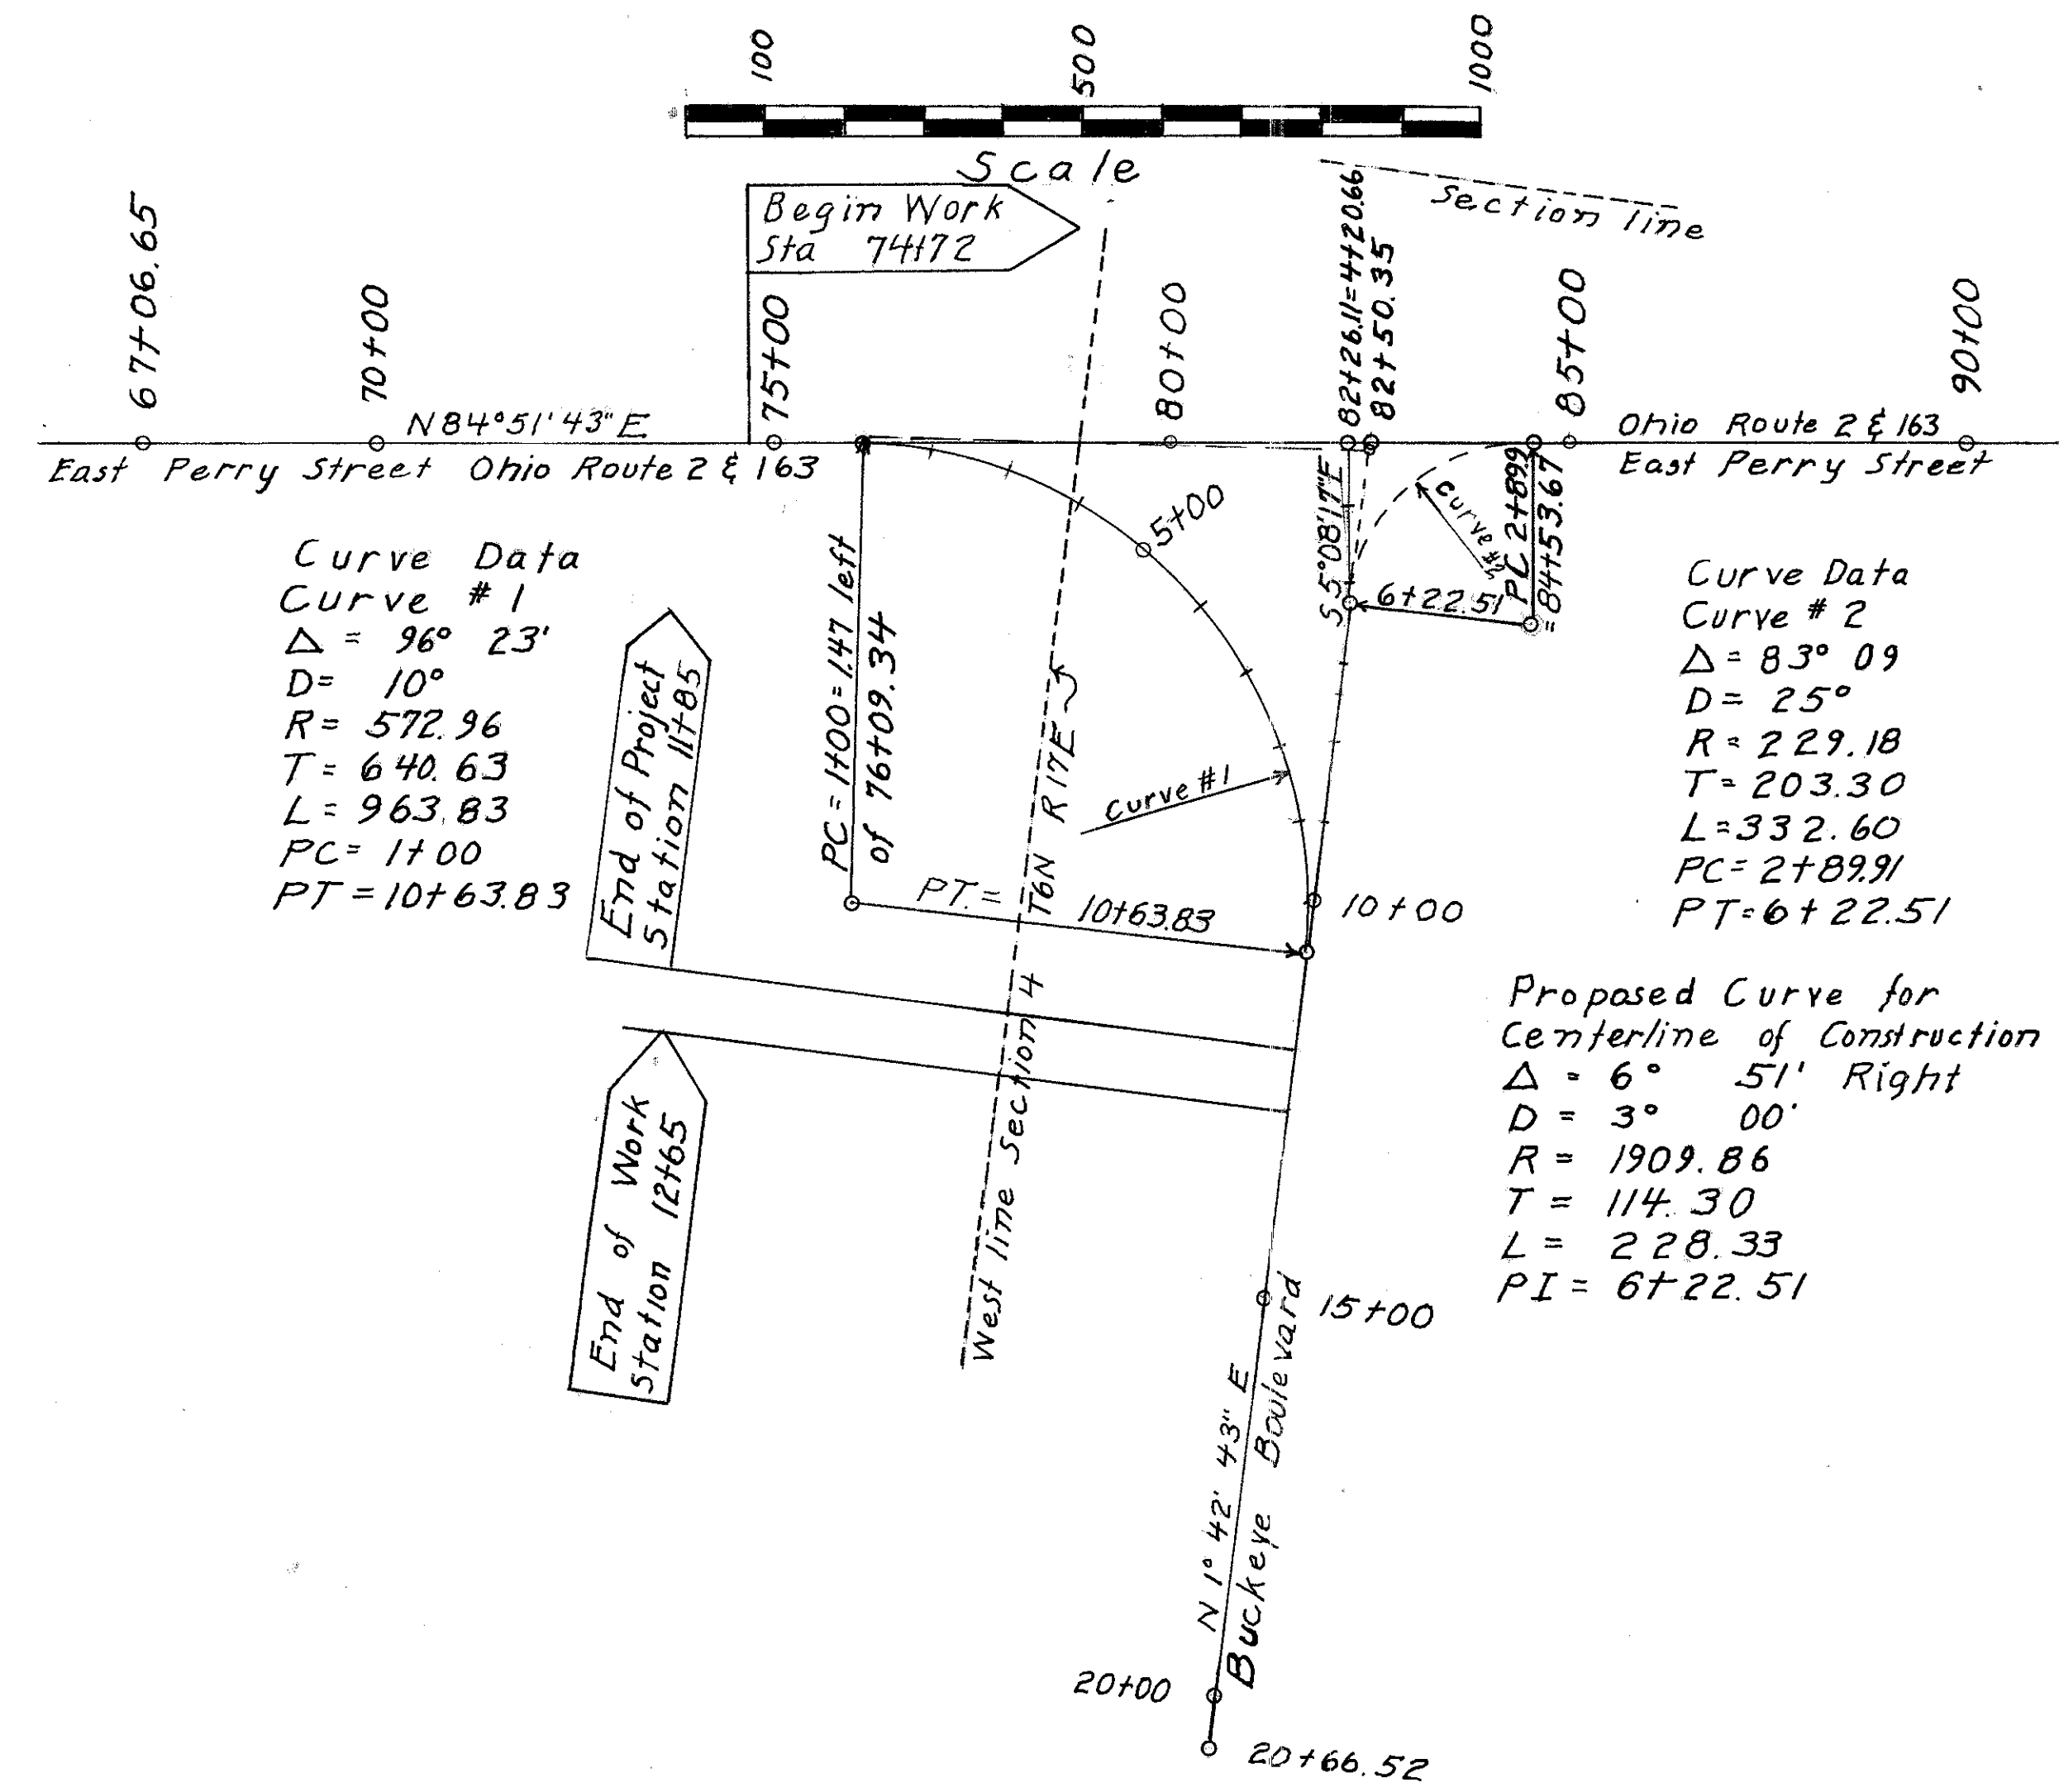 100
500
1000
Scale
Begin Work
Sta 74+72
section line
67+06.65
70+00
75+00
80+00
82+26.11=4+20.66
82+50.35
85+00
90+00
N84°51'43"E
East Perry Street Ohio Route 2 & 163
Ohio Route 2 & 163
East Perry Street
Curve Data
Curve #1
Δ = 96° 23'
D= 10°
R= 572.96
T= 640.63
L= 963.83
PC= 1+00
PT=10+63.83
End of Project
Station 11+85
PC=1+00=1.47 left
of 76+09.34
5+00
S5°08'17"E
6+22.51
curve #2
PC 2+89.9
=84+53.67
Curve Data
Curve # 2
Δ=83° 09
D= 25°
R= 229.18
T= 203.30
L=332.60
PC= 2+89.91
PT=6+22.51
curve #1
PT.= 10+63.83
10+00
West line Section 4 T6N R17E
End of Work
Station 12+65
Proposed Curve for
Centerline of Construction
Δ = 6° 51' Right
D = 3° 00'
R = 1909.86
T = 114.30
L = 228.33
PI = 6+22.51
15+00
N 1° 42' 43" E
Buckeye Boulevard
20+00
20+66.52